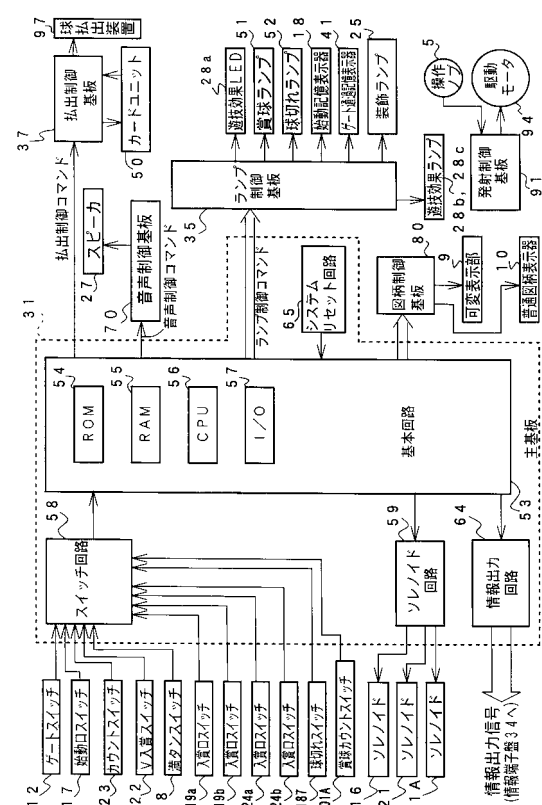 97
球払出装置
37
払出制御
基板
カードユニット
50
払出制御コマンド
31
27
スピーカ
70
音声制御基板
音声制御コマンド
28a
遊技効果LED
51
賞球ランプ
52
球切れランプ
18
始動記憶表示器
41
ゲート通過記憶表示器
25
装飾ランプ
35
ランプ
制御基板
ランプ制御コマンド
遊技効果ランプ
28b, 28c
5
操作
ノブ
駆動
モータ
94
発射制御
基板
91
65
システム
リセット回路
80
図柄制御
基板
9
可変表示部
10
普通図柄表示器
54
ROM
55
RAM
56
CPU
57
I/O
基本回路
53
主基板
58
スイッチ回路
59
ソレノイド
回路
64
情報出力
回路
12
ゲートスイッチ
17
始動口スイッチ
23
カウントスイッチ
22
V入賞スイッチ
8
満タンスイッチ
19a
入賞口スイッチ
19b
入賞口スイッチ
24a
入賞口スイッチ
24b
入賞口スイッチ
187
球切れスイッチ
01A
賞球カウントスイッチ
16
ソレノイド
21
ソレノイド
1A
ソレノイド
情報出力信号
(情報端子盤34へ)